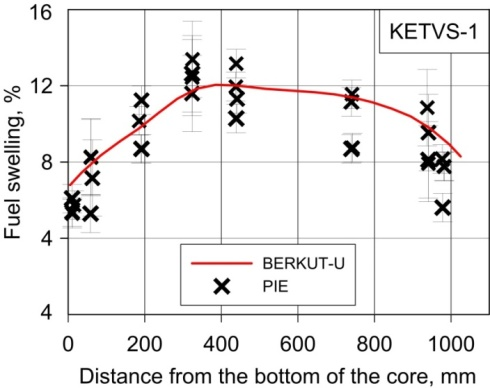 KETVS-1
16
12
8
4
4
Fuel swelling, %
BERKUT-U
PIE
0 200 400 600 800 1000
Distance from the bottom of the core, mm